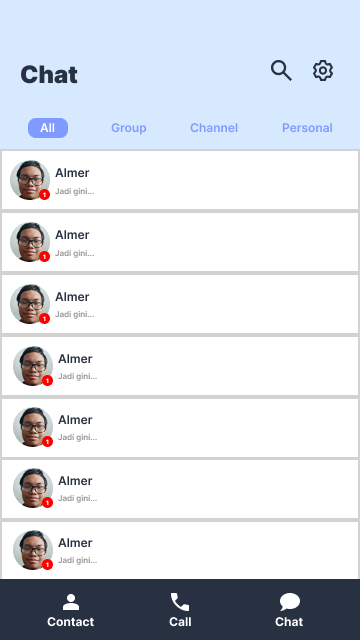 Chat
All Group Channel Personal
Almer
Jadi gini...
1
Almer
Jadi gini...
1
Almer
Jadi gini...
1
Almer
Jadi gini...
1
Almer
Jadi gini...
1
Almer
Jadi gini...
1
Almer
Jadi gini...
1
Contact Call Chat